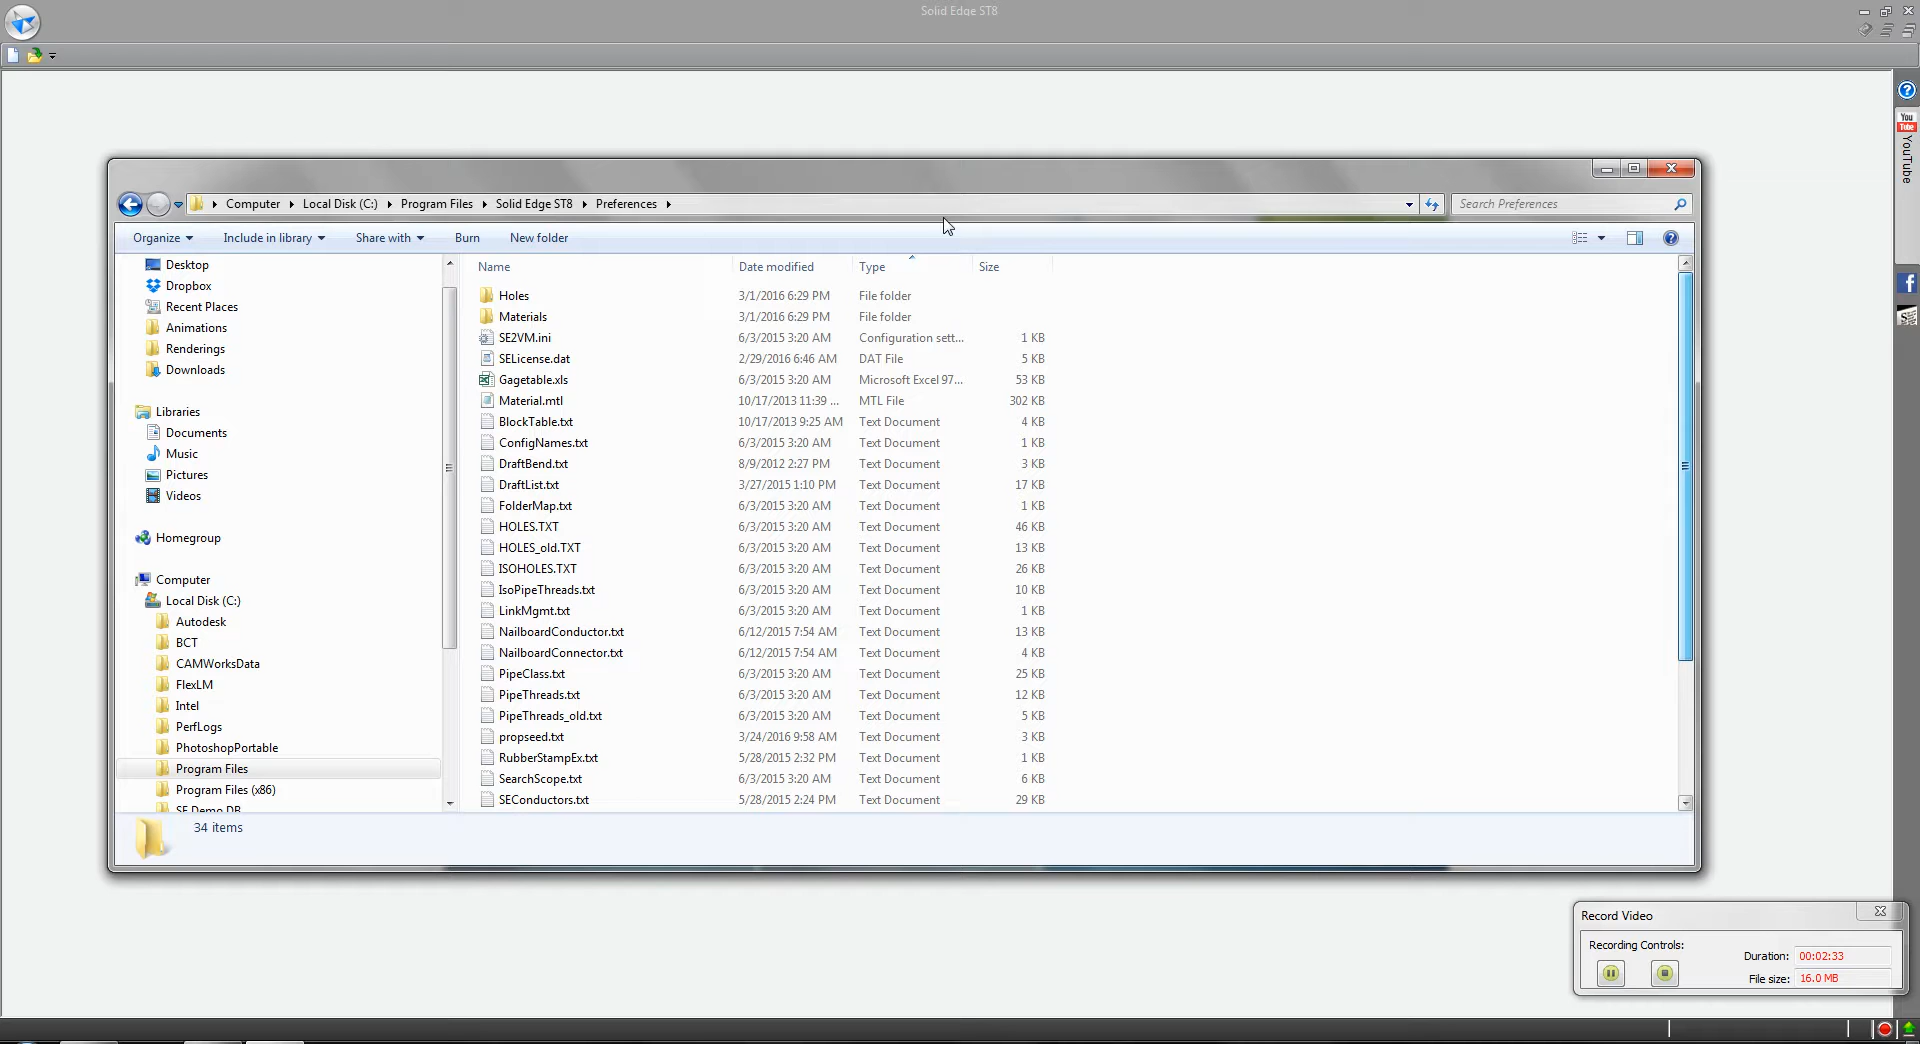 Solid Edge ST8
You Tube
YouTube
Computer Local Disk (C:) Program Files Solid Edge ST8 Preferences
Search Preferences
Organize Include in library Share with Burn New folder
Name Date modified Type Size
Desktop
Dropbox
Recent Places
Animations
Renderings
Downloads
Libraries
Documents
Music
Pictures
Videos
Homegroup
Computer
Local Disk (C:)
Autodesk
BCT
CAMWorksData
FlexLM
Intel
PerfLogs
PhotoshopPortable
Program Files
Program Files (x86)
SE Demo DB
Holes 3/1/2016 6:29 PM File folder
Materials 3/1/2016 6:29 PM File folder
SE2VM.ini 6/3/2015 3:20 AM Configuration sett... 1 KB
SELicense.dat 2/29/2016 6:46 AM DAT File 5 KB
Gagetable.xls 6/3/2015 3:20 AM Microsoft Excel 97... 53 KB
Material.mtl 10/17/2013 11:39 ... MTL File 302 KB
BlockTable.txt 10/17/2013 9:25 AM Text Document 4 KB
ConfigNames.txt 6/3/2015 3:20 AM Text Document 1 KB
DraftBend.txt 8/9/2012 2:27 PM Text Document 3 KB
DraftList.txt 3/27/2015 1:10 PM Text Document 17 KB
FolderMap.txt 6/3/2015 3:20 AM Text Document 1 KB
HOLES.TXT 6/3/2015 3:20 AM Text Document 46 KB
HOLES_old.TXT 6/3/2015 3:20 AM Text Document 13 KB
ISOHOLES.TXT 6/3/2015 3:20 AM Text Document 26 KB
IsoPipeThreads.txt 6/3/2015 3:20 AM Text Document 10 KB
LinkMgmt.txt 6/3/2015 3:20 AM Text Document 1 KB
NailboardConductor.txt 6/12/2015 7:54 AM Text Document 13 KB
NailboardConnector.txt 6/12/2015 7:54 AM Text Document 4 KB
PipeClass.txt 6/3/2015 3:20 AM Text Document 25 KB
PipeThreads.txt 6/3/2015 3:20 AM Text Document 12 KB
PipeThreads_old.txt 6/3/2015 3:20 AM Text Document 5 KB
propseed.txt 3/24/2016 9:58 AM Text Document 3 KB
RubberStampEx.txt 5/28/2015 2:32 PM Text Document 1 KB
SearchScope.txt 6/3/2015 3:20 AM Text Document 6 KB
SEConductors.txt 5/28/2015 2:24 PM Text Document 29 KB
34 items
Record Video
Recording Controls:
Duration: 00:02:33
File size: 16.0 MB